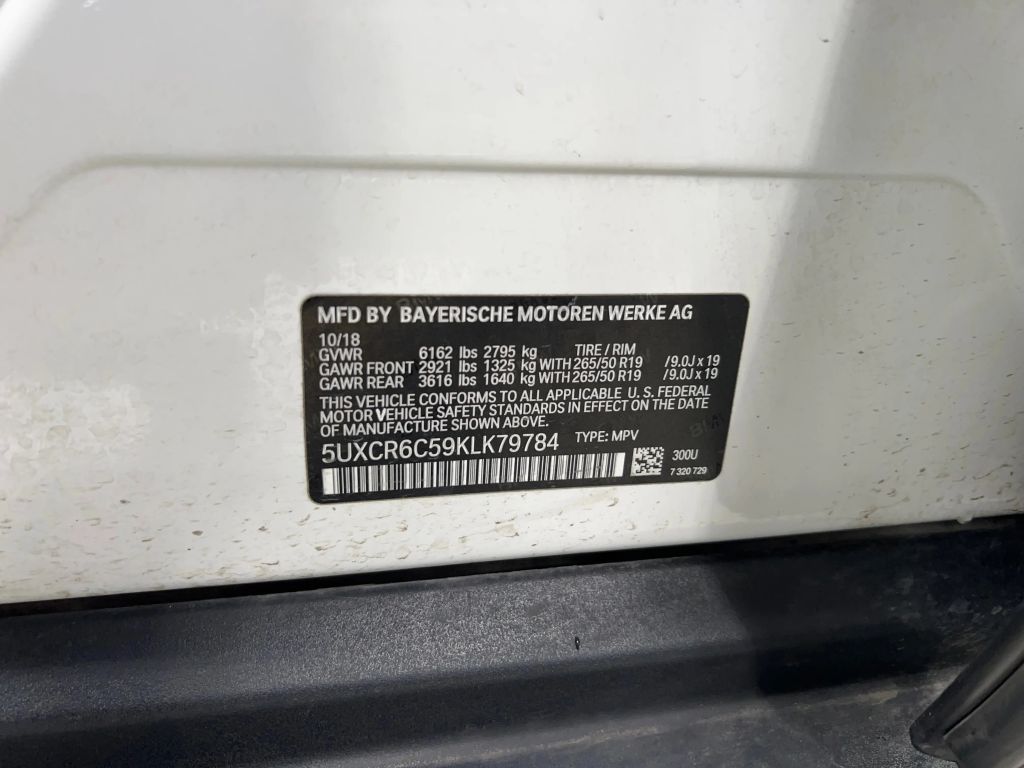 MFD BY BAYERISCHE MOTOREN WERKE AG
10/18
GVWR 6162 lbs 2795 kg TIRE / RIM
GAWR FRONT 2921 lbs 1325 kg WITH 265/50 R19 /9.0J x 19
GAWR REAR 3616 lbs 1640 kg WITH 265/50 R19 /9.0J x 19
THIS VEHICLE CONFORMS TO ALL APPLICABLE U. S. FEDERAL
MOTOR VEHICLE SAFETY STANDARDS IN EFFECT ON THE DATE
OF MANUFACTURE SHOWN ABOVE.
5UXCR6C59KLK79784 TYPE: MPV
300U
7 320 729